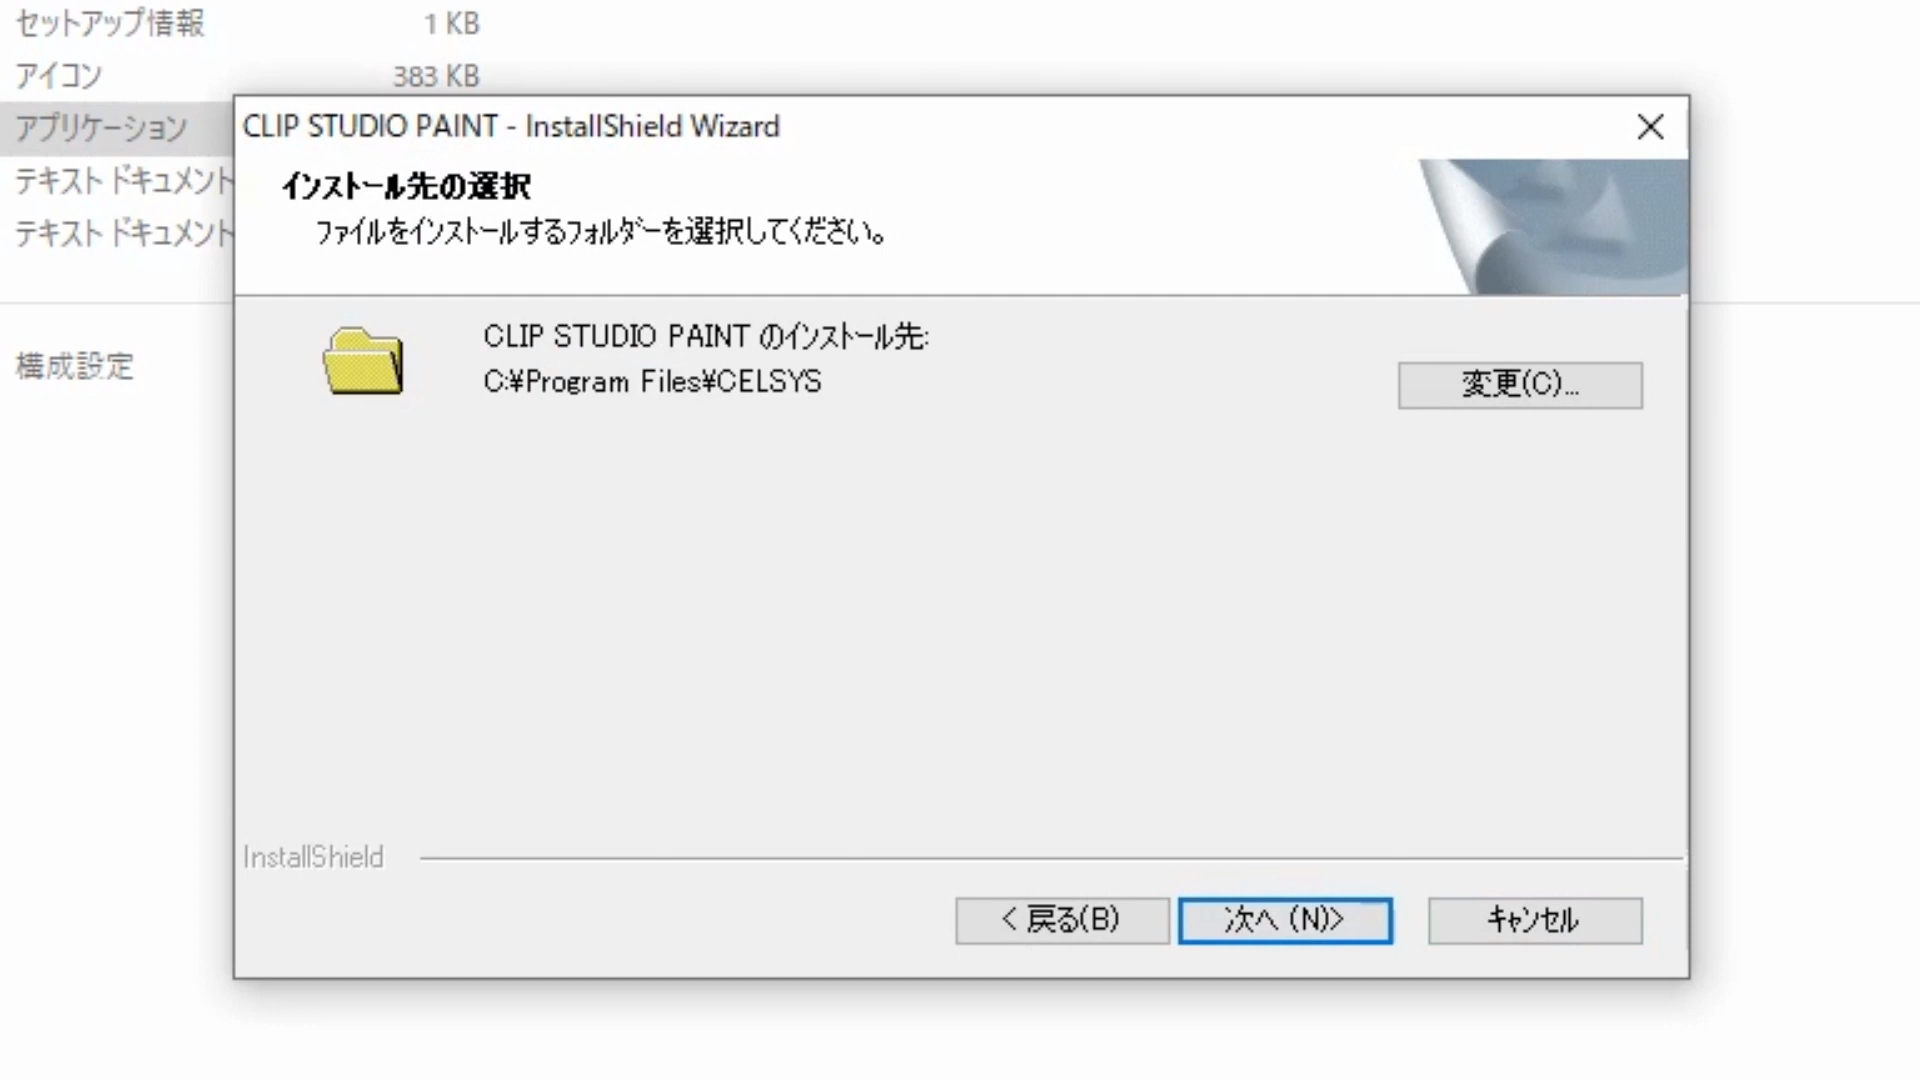 セットアップ情報 1 KB
アイコン 383 KB
アプリケーション
テキスト ドキュメント
テキスト ドキュメント
構成設定
CLIP STUDIO PAINT - InstallShield Wizard
インストール先の選択
ファイルをインストールするフォルダーを選択してください。
CLIP STUDIO PAINT のインストール先:
C:¥Program Files¥CELSYS
変更(C)...
InstallShield
< 戻る(B)
次へ (N)>
キャンセル